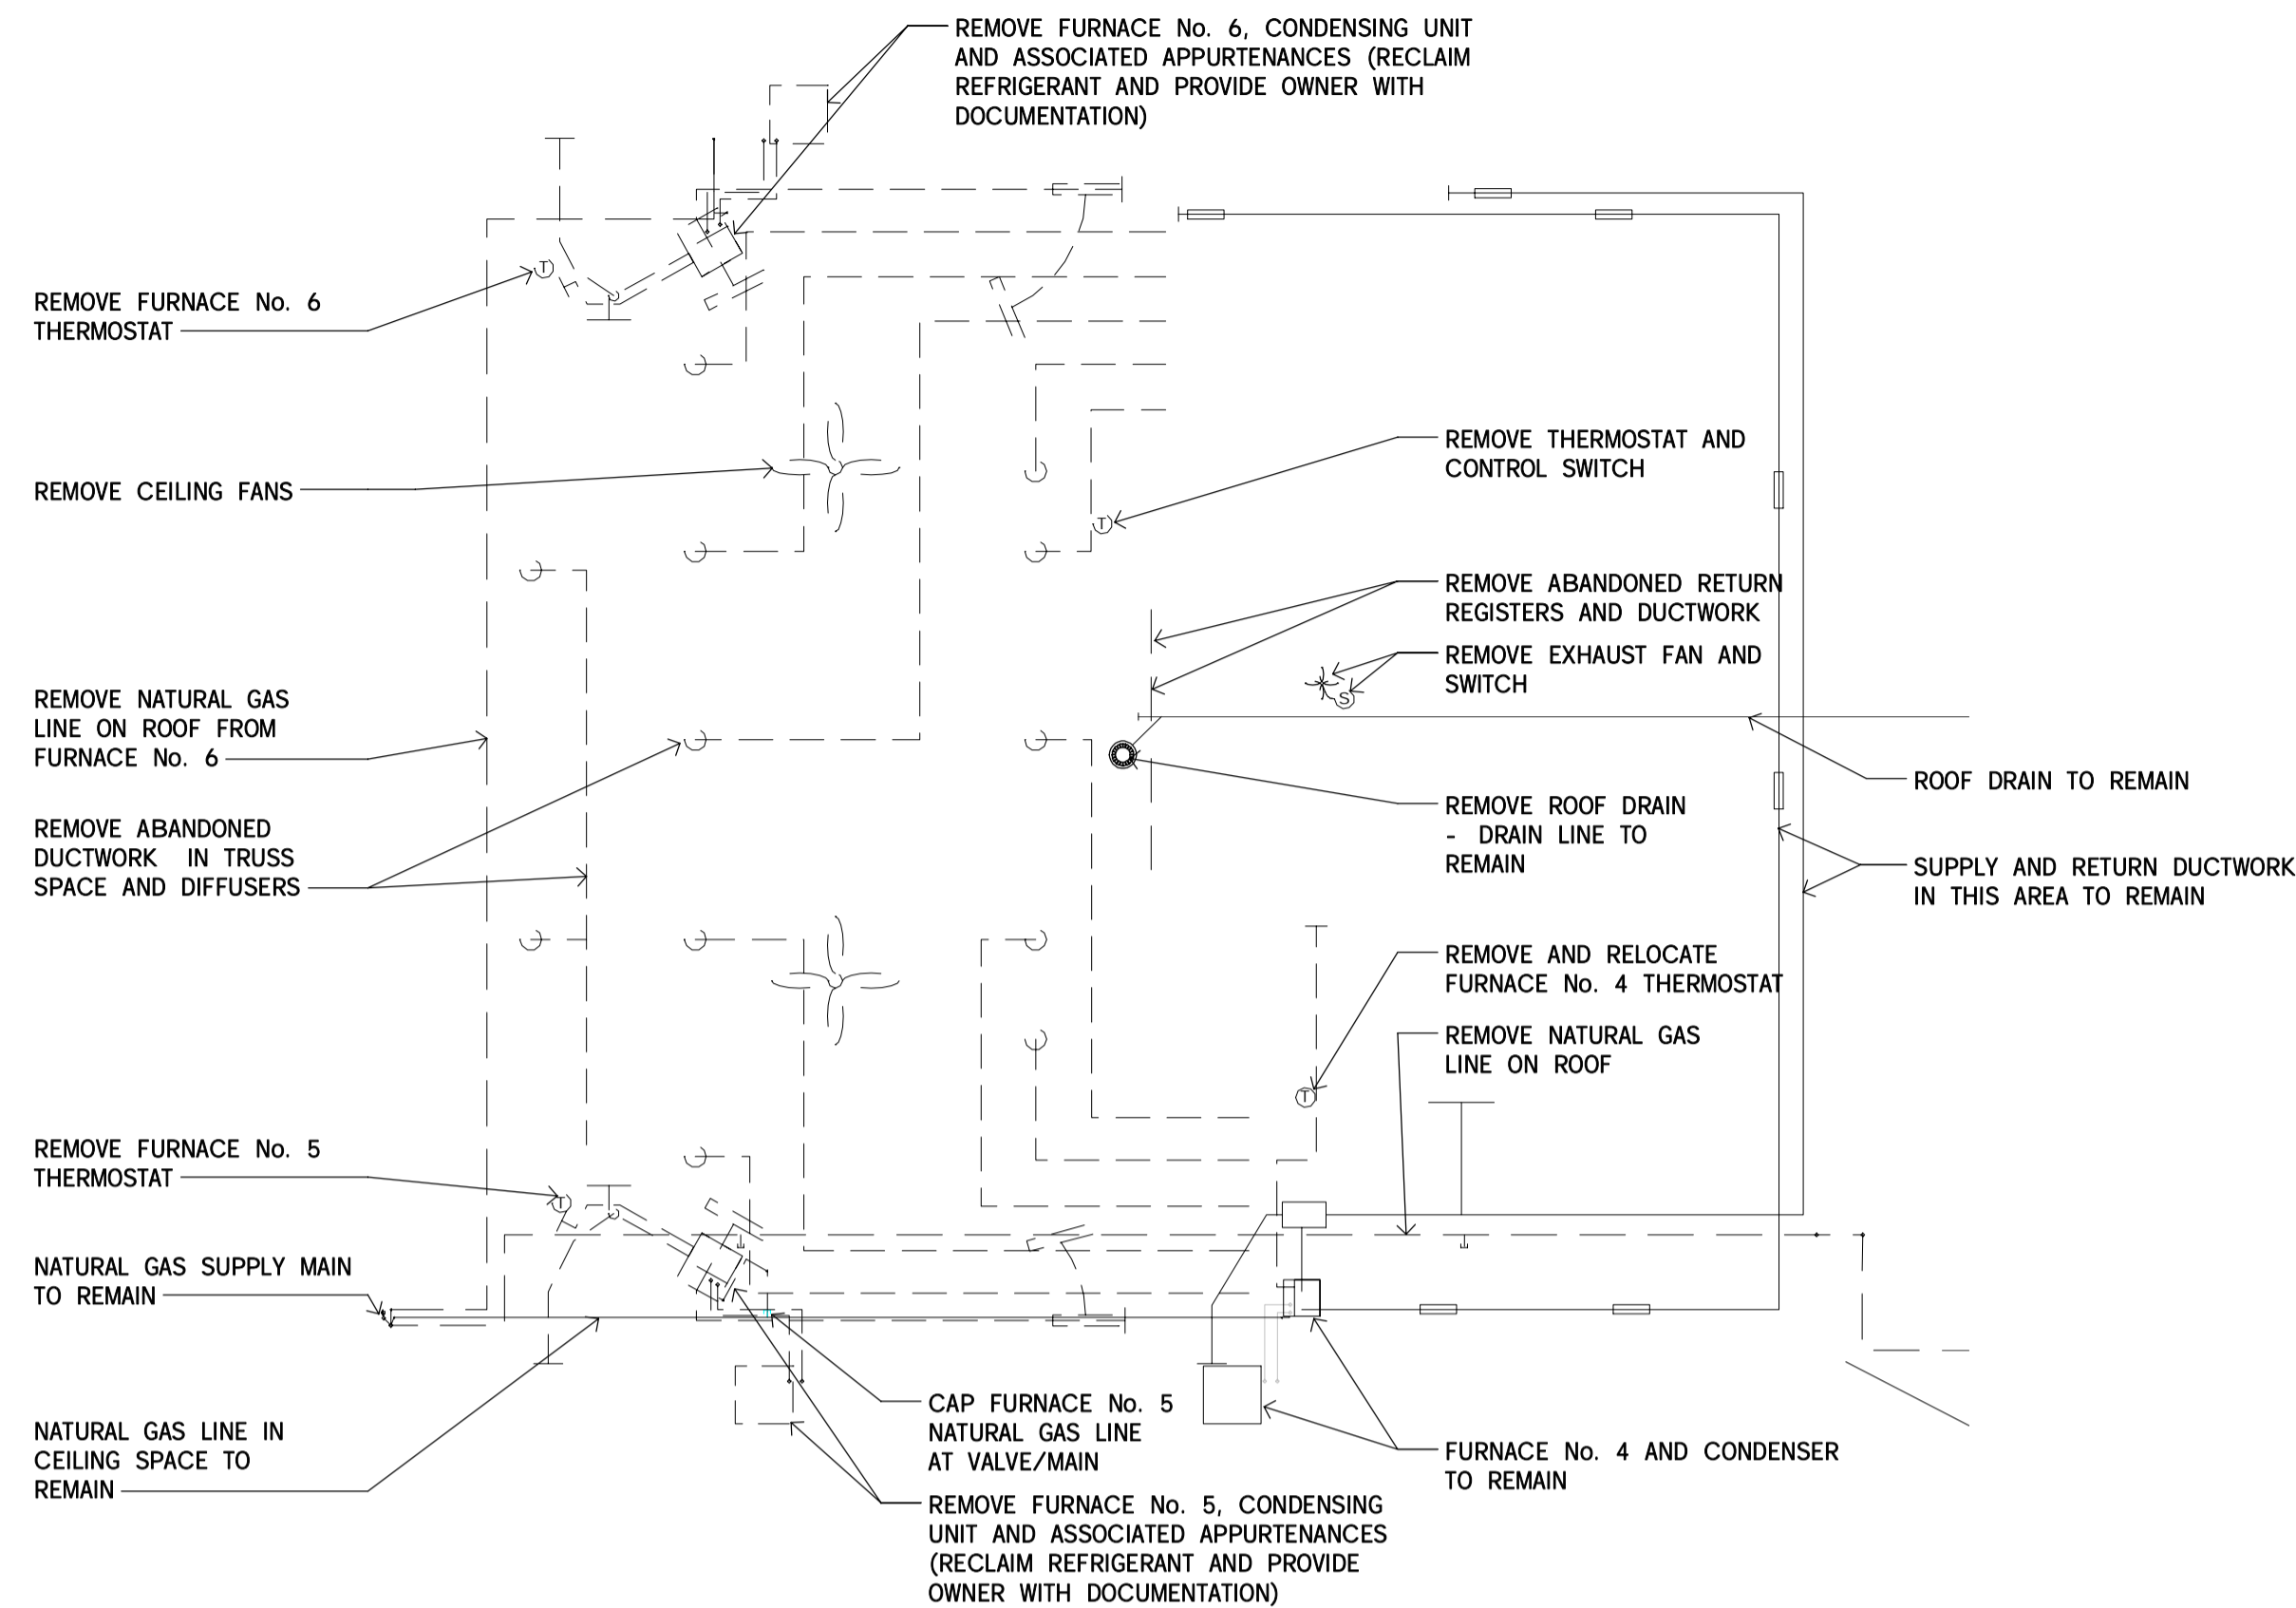 REMOVE FURNACE No. 6, CONDENSING UNIT
AND ASSOCIATED APPURTENANCES (RECLAIM
REFRIGERANT AND PROVIDE OWNER WITH
DOCUMENTATION)
T
REMOVE FURNACE No. 6
THERMOSTAT
REMOVE CEILING FANS
REMOVE THERMOSTAT AND
CONTROL SWITCH
T
REMOVE ABANDONED RETURN
REGISTERS AND DUCTWORK
REMOVE EXHAUST FAN AND
SWITCH
S
REMOVE NATURAL GAS
LINE ON ROOF FROM
FURNACE No. 6
ROOF DRAIN TO REMAIN
REMOVE ROOF DRAIN
- DRAIN LINE TO
REMAIN
REMOVE ABANDONED
DUCTWORK IN TRUSS
SPACE AND DIFFUSERS
SUPPLY AND RETURN DUCTWORK
IN THIS AREA TO REMAIN
REMOVE AND RELOCATE
FURNACE No. 4 THERMOSTAT
REMOVE NATURAL GAS
LINE ON ROOF
T
REMOVE FURNACE No. 5
THERMOSTAT
T
NATURAL GAS SUPPLY MAIN
TO REMAIN
CAP FURNACE No. 5
NATURAL GAS LINE
AT VALVE/MAIN
NATURAL GAS LINE IN
CEILING SPACE TO
REMAIN
FURNACE No. 4 AND CONDENSER
TO REMAIN
REMOVE FURNACE No. 5, CONDENSING
UNIT AND ASSOCIATED APPURTENANCES
(RECLAIM REFRIGERANT AND PROVIDE
OWNER WITH DOCUMENTATION)